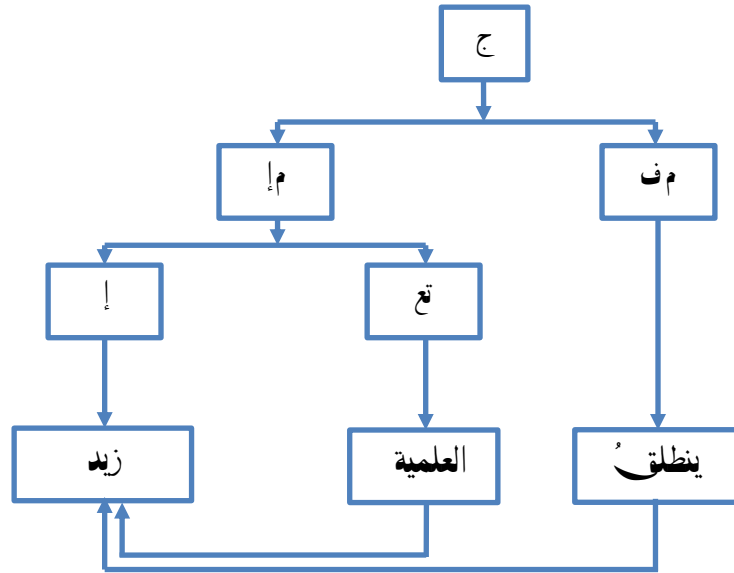 ج
م ف
م إ
تع
إ
ينطلقُ
العلمية
زيد